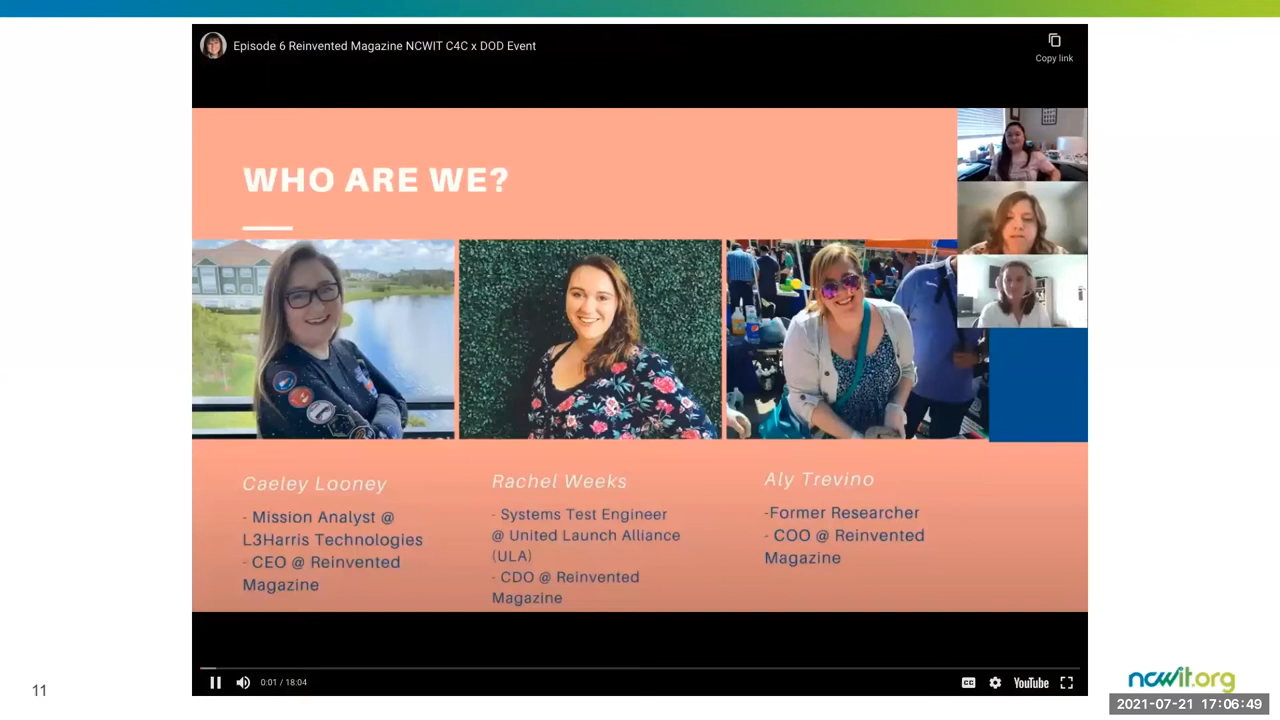 Episode 6 Reinvented Magazine NCWIT C4C x DOD Event
Copy link
WHO ARE WE?
Caeley Looney
- Mission Analyst @
L3Harris Technologies
- CEO @ Reinvented
Magazine
Rachel Weeks
- Systems Test Engineer
@ United Launch Alliance
(ULA)
- CDO @ Reinvented
Magazine
Aly Trevino
-Former Researcher
- COO @ Reinvented
Magazine
0:01 / 18:04
CC
YouTube
11
ncwit.org
2021-07-21 17:06:49